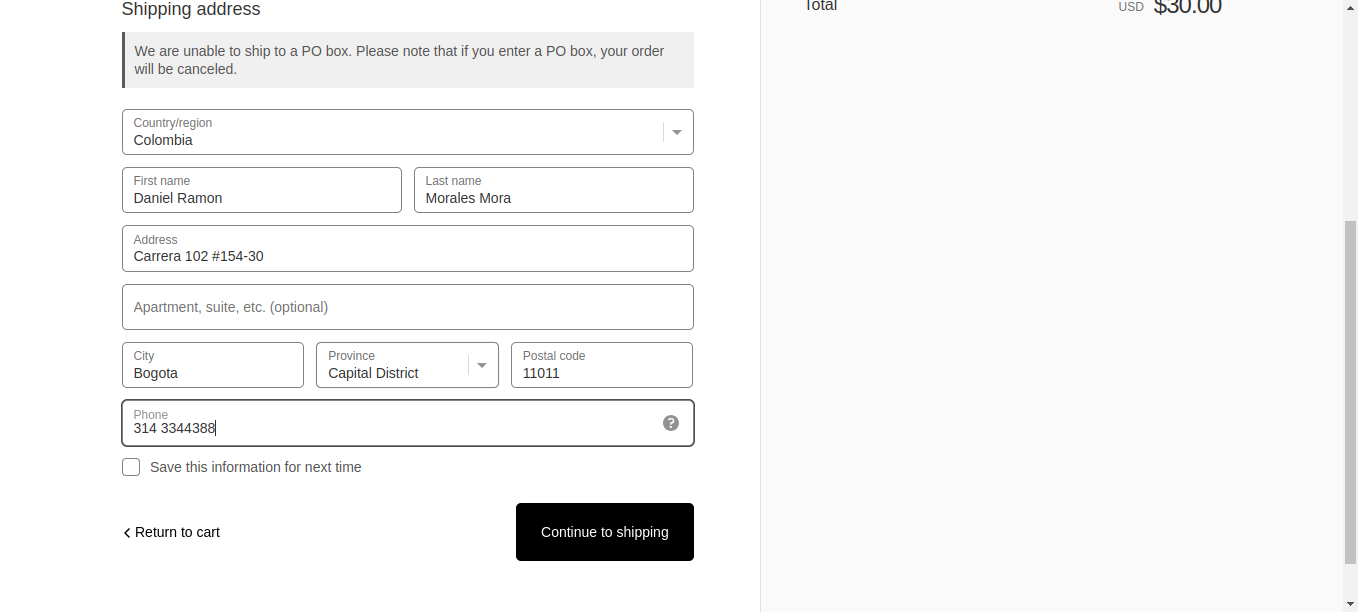 Shipping address
Total USD $30.00
We are unable to ship to a PO box. Please note that if you enter a PO box, your order
will be canceled.
Country/region
Colombia
First name
Daniel Ramon
Last name
Morales Mora
Address
Carrera 102 #154-30
Apartment, suite, etc. (optional)
City
Bogota
Province
Capital District
Postal code
11011
Phone
314 3344388
?
Save this information for next time
Return to cart
Continue to shipping